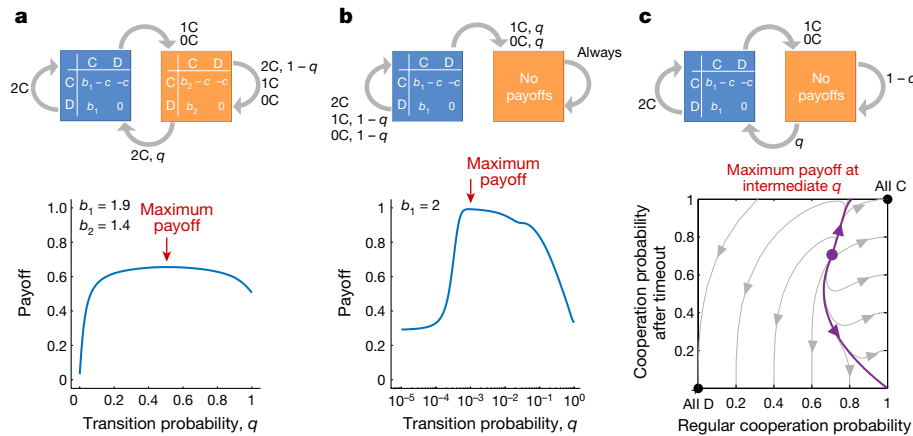 a
1C
0C
C D
C b₁ – c –c
D b₁ 0
C D
C b₂ – c –c
D b₂ 0
2C
2C, 1 – q
1C
0C
2C, q
b₁ = 1.9
b₂ = 1.4
Maximum
payoff
Payoff
1.0
0.8
0.6
0.4
0.2
0
0 0.2 0.4 0.6 0.8 1
Transition probability, q
b
1C, q
0C, q
Always
C D
C b₁ – c –c
D b₁ 0
No
payoffs
2C
1C, 1 – q
0C, 1 – q
Maximum
payoff
b₁ = 2
Payoff
1.0
0.8
0.6
0.4
0.2
0
10⁻⁵ 10⁻⁴ 10⁻³ 10⁻² 10⁻¹ 10⁰
Transition probability, q
c
1C
0C
C D
C b₁ – c –c
D b₁ 0
No
payoffs
2C
1 – q
q
Maximum payoff at
intermediate q
All C
Cooperation probability
after timeout
1
0.8
0.6
0.4
0.2
All D
0.2 0.4 0.6 0.8 1
Regular cooperation probability